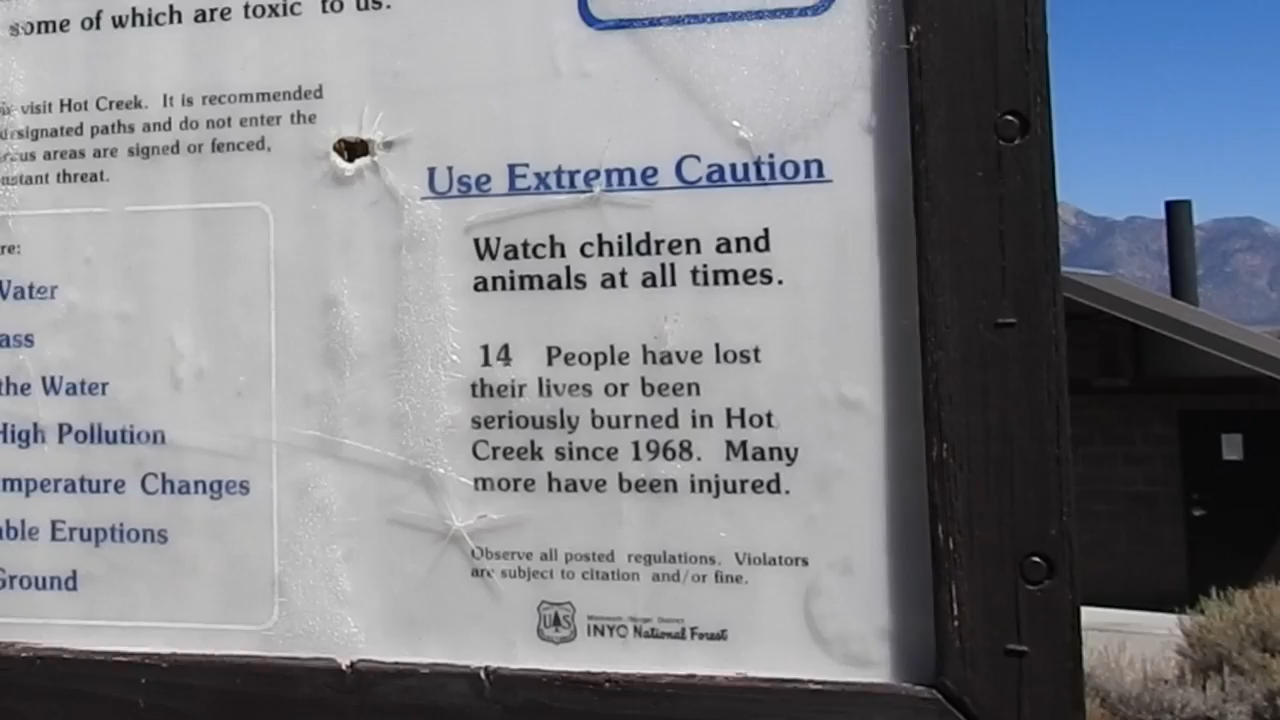 some of which are toxic to us.
visit Hot Creek. It is recommended
designated paths and do not enter the
areas are signed or fenced,
threat.
Use Extreme Caution
Watch children and
animals at all times.
14 People have lost
their lives or been
seriously burned in Hot
Creek since 1968. Many
more have been injured.
Observe all posted regulations. Violators
are subject to citation and/or fine.
UAS
INYO National Forest
re:
Water
ass
the Water
High Pollution
mperature Changes
able Eruptions
Ground